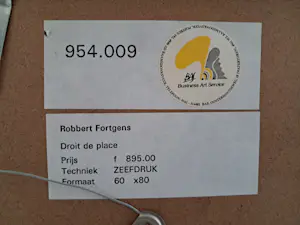 954.009
Business Art Service
Robbert Fortgens
Droit de place
Prijs f 895.00
Techniek ZEEFDRUK
Formaat 60 x80